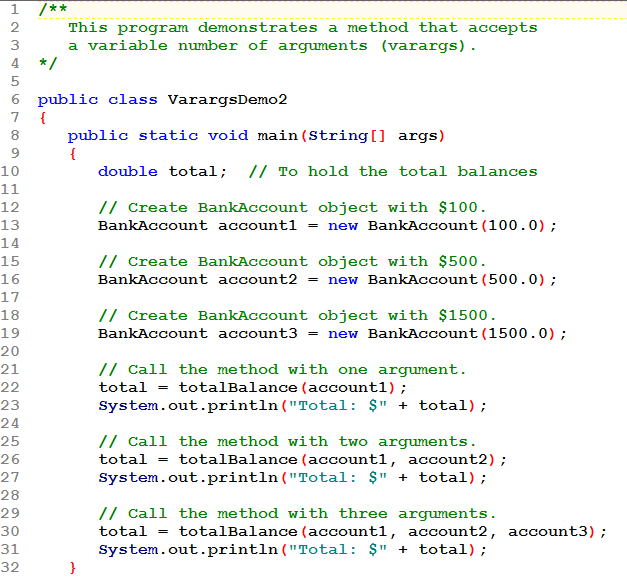 1 /**
2 This program demonstrates a method that accepts
3 a variable number of arguments (varargs).
4 */
5
6 public class VarargsDemo2
7 {
8 public static void main(String[] args)
9 {
10 double total; // To hold the total balances
11
12 // Create BankAccount object with $100.
13 BankAccount account1 = new BankAccount(100.0);
14
15 // Create BankAccount object with $500.
16 BankAccount account2 = new BankAccount(500.0);
17
18 // Create BankAccount object with $1500.
19 BankAccount account3 = new BankAccount(1500.0);
20
21 // Call the method with one argument.
22 total = totalBalance(account1);
23 System.out.println("Total: $" + total);
24
25 // Call the method with two arguments.
26 total = totalBalance(account1, account2);
27 System.out.println("Total: $" + total);
28
29 // Call the method with three arguments.
30 total = totalBalance(account1, account2, account3);
31 System.out.println("Total: $" + total);
32 }